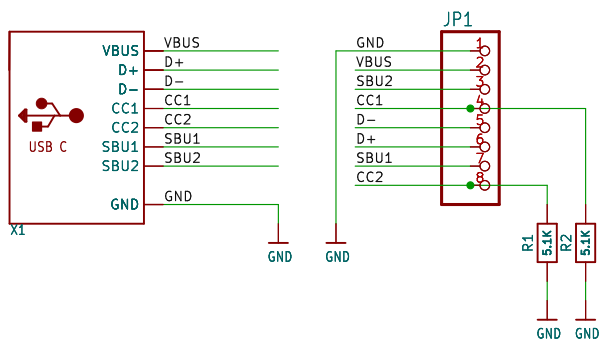 JP1
VBUS
D+
D-
CC1
CC2
SBU1
SBU2
GND
USB C
X1
VBUS
D+
D-
CC1
CC2
SBU1
SBU2
GND
GND
GND
VBUS
SBU2
CC1
D-
D+
SBU1
CC2
1
2
3
4
5
6
7
8
GND
R1
5.1K
R2
5.1K
GND
GND